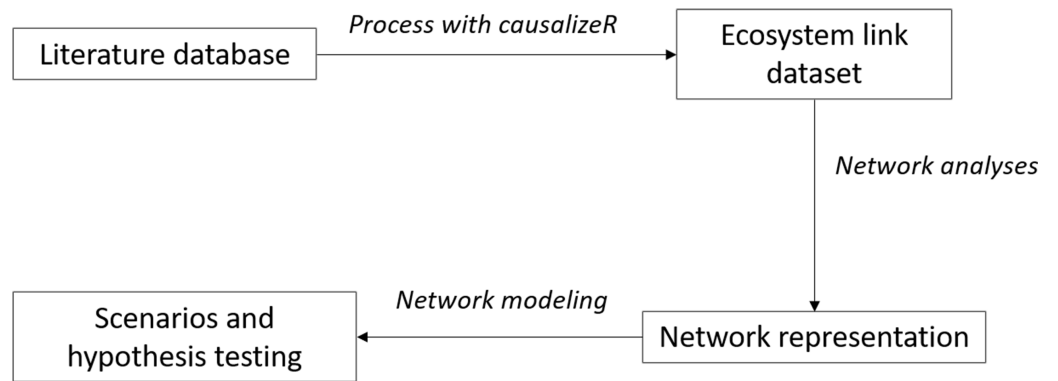 Process with causalizeR
Literature database
Ecosystem link
dataset
Network analyses
Network modeling
Scenarios and
hypothesis testing
Network representation